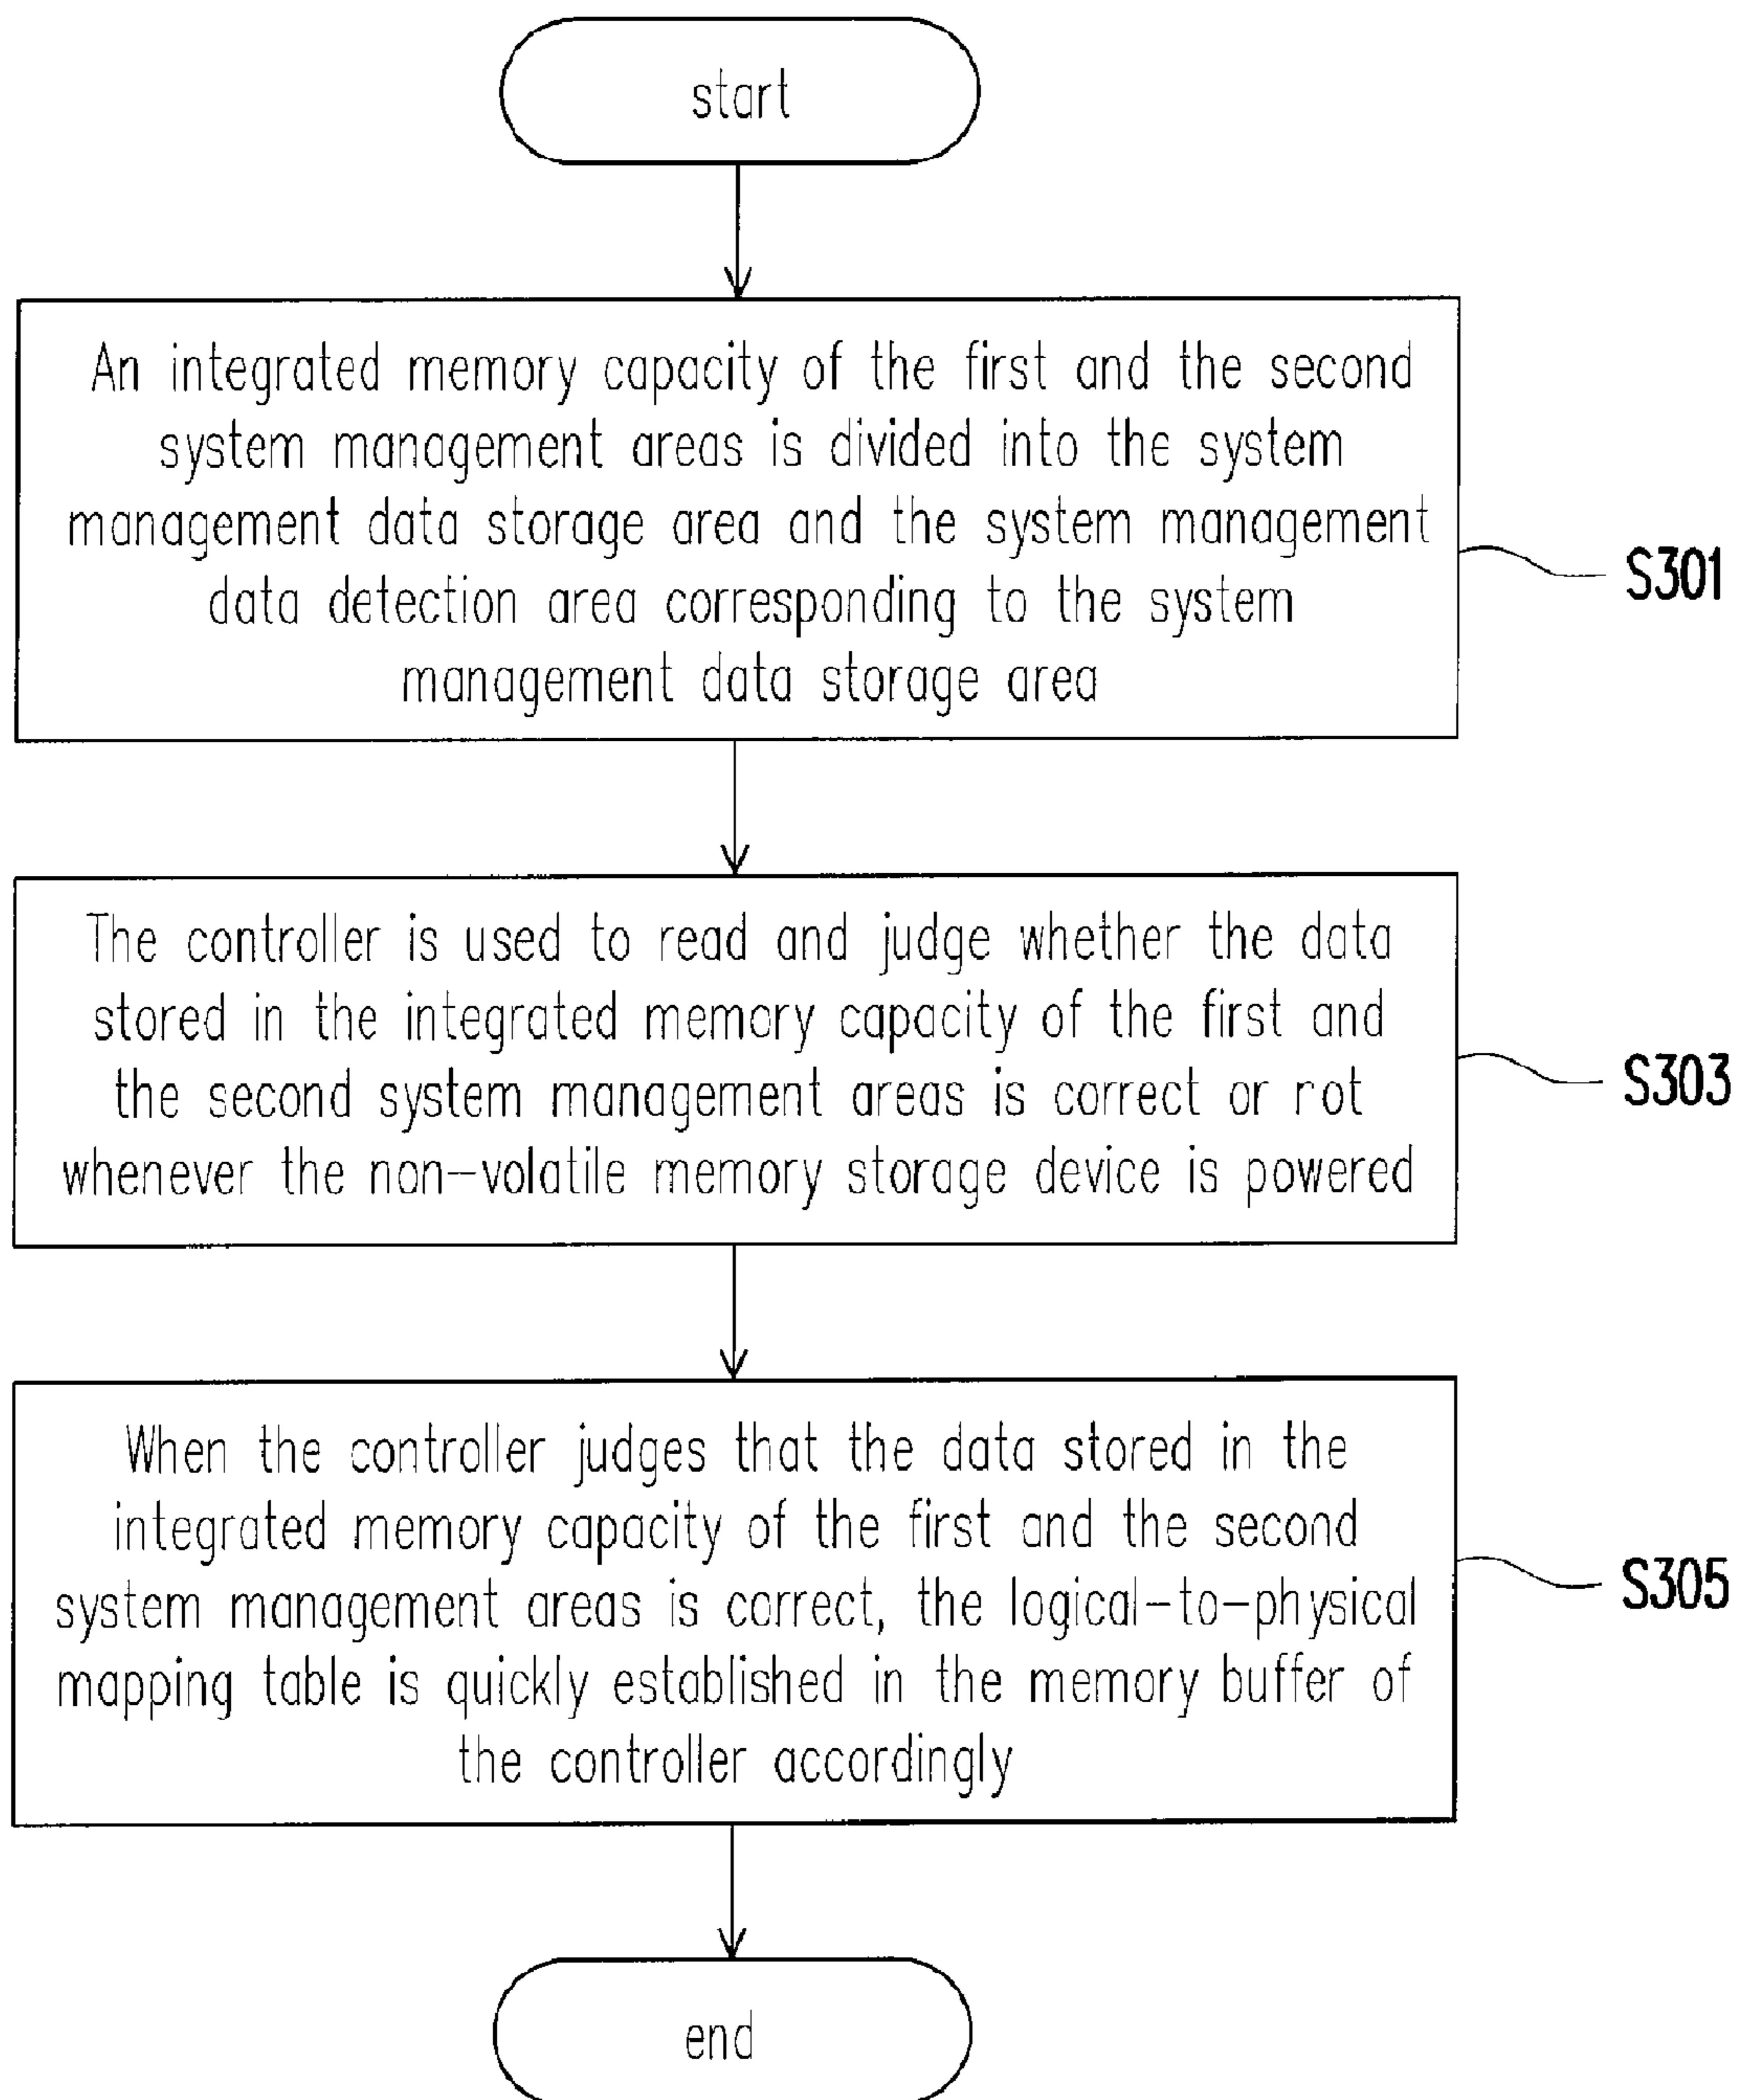 start
An integrated memory capacity of the first and the second
system management areas is divided into the system
management data storage area and the system management
data detection area corresponding to the system
management data storage area
S301
The controller is used to read and judge whether the data
stored in the integrated memory capacity of the first and
the second system management areas is correct or not
whenever the non-volatile memory storage device is powered
S303
When the controller judges that the data stored in the
integrated memory capacity of the first and the second
system management areas is correct, the logical-to-physical
mapping table is quickly established in the memory buffer of
the controller accordingly
S305
end